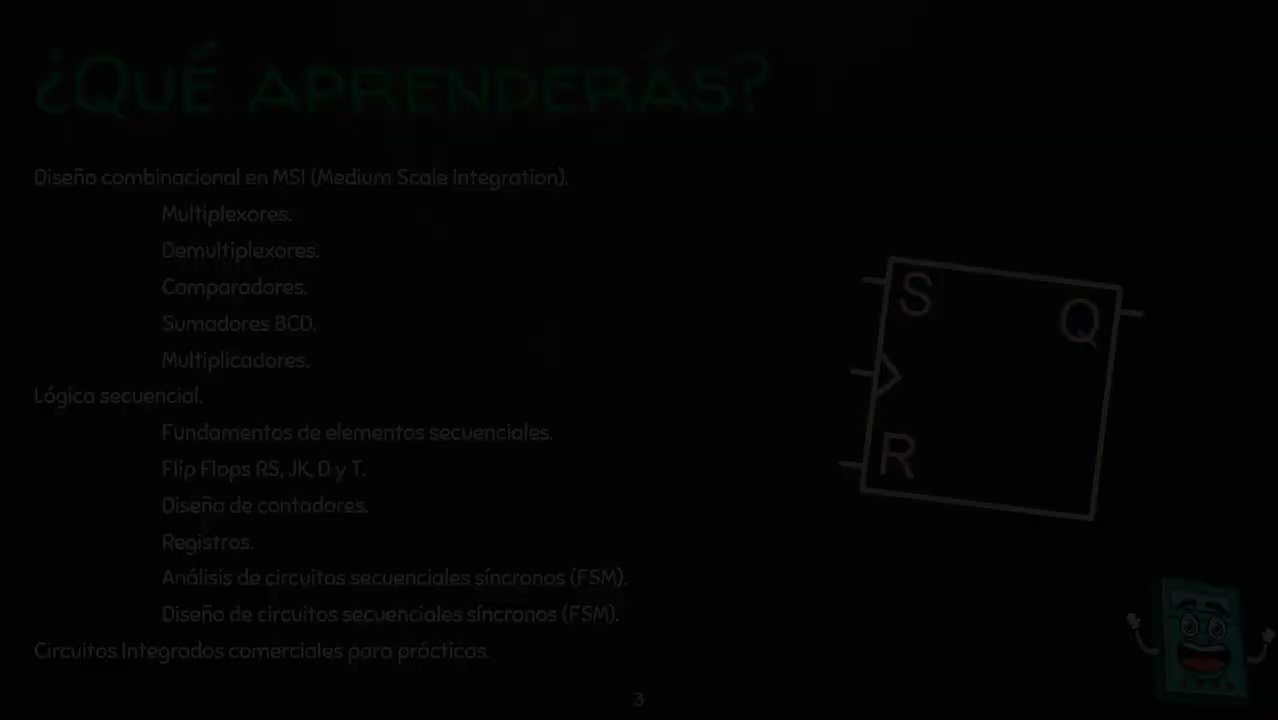 ¿QUÉ APRENDERÁS?
Diseño combinacional en MSI (Medium Scale Integration).
Multiplexores.
Demultiplexores.
Comparadores.
Sumadores BCD.
Multiplicadores.
Lógica secuencial.
Fundamentos de elementos secuenciales.
Flip Flops RS, JK, D y T.
Diseño de contadores.
Registros.
Análisis de circuitos secuenciales síncronos (FSM).
Diseño de circuitos secuenciales síncronos (FSM).
Circuitos Integrados comerciales para prácticas.
S
Q
R
3